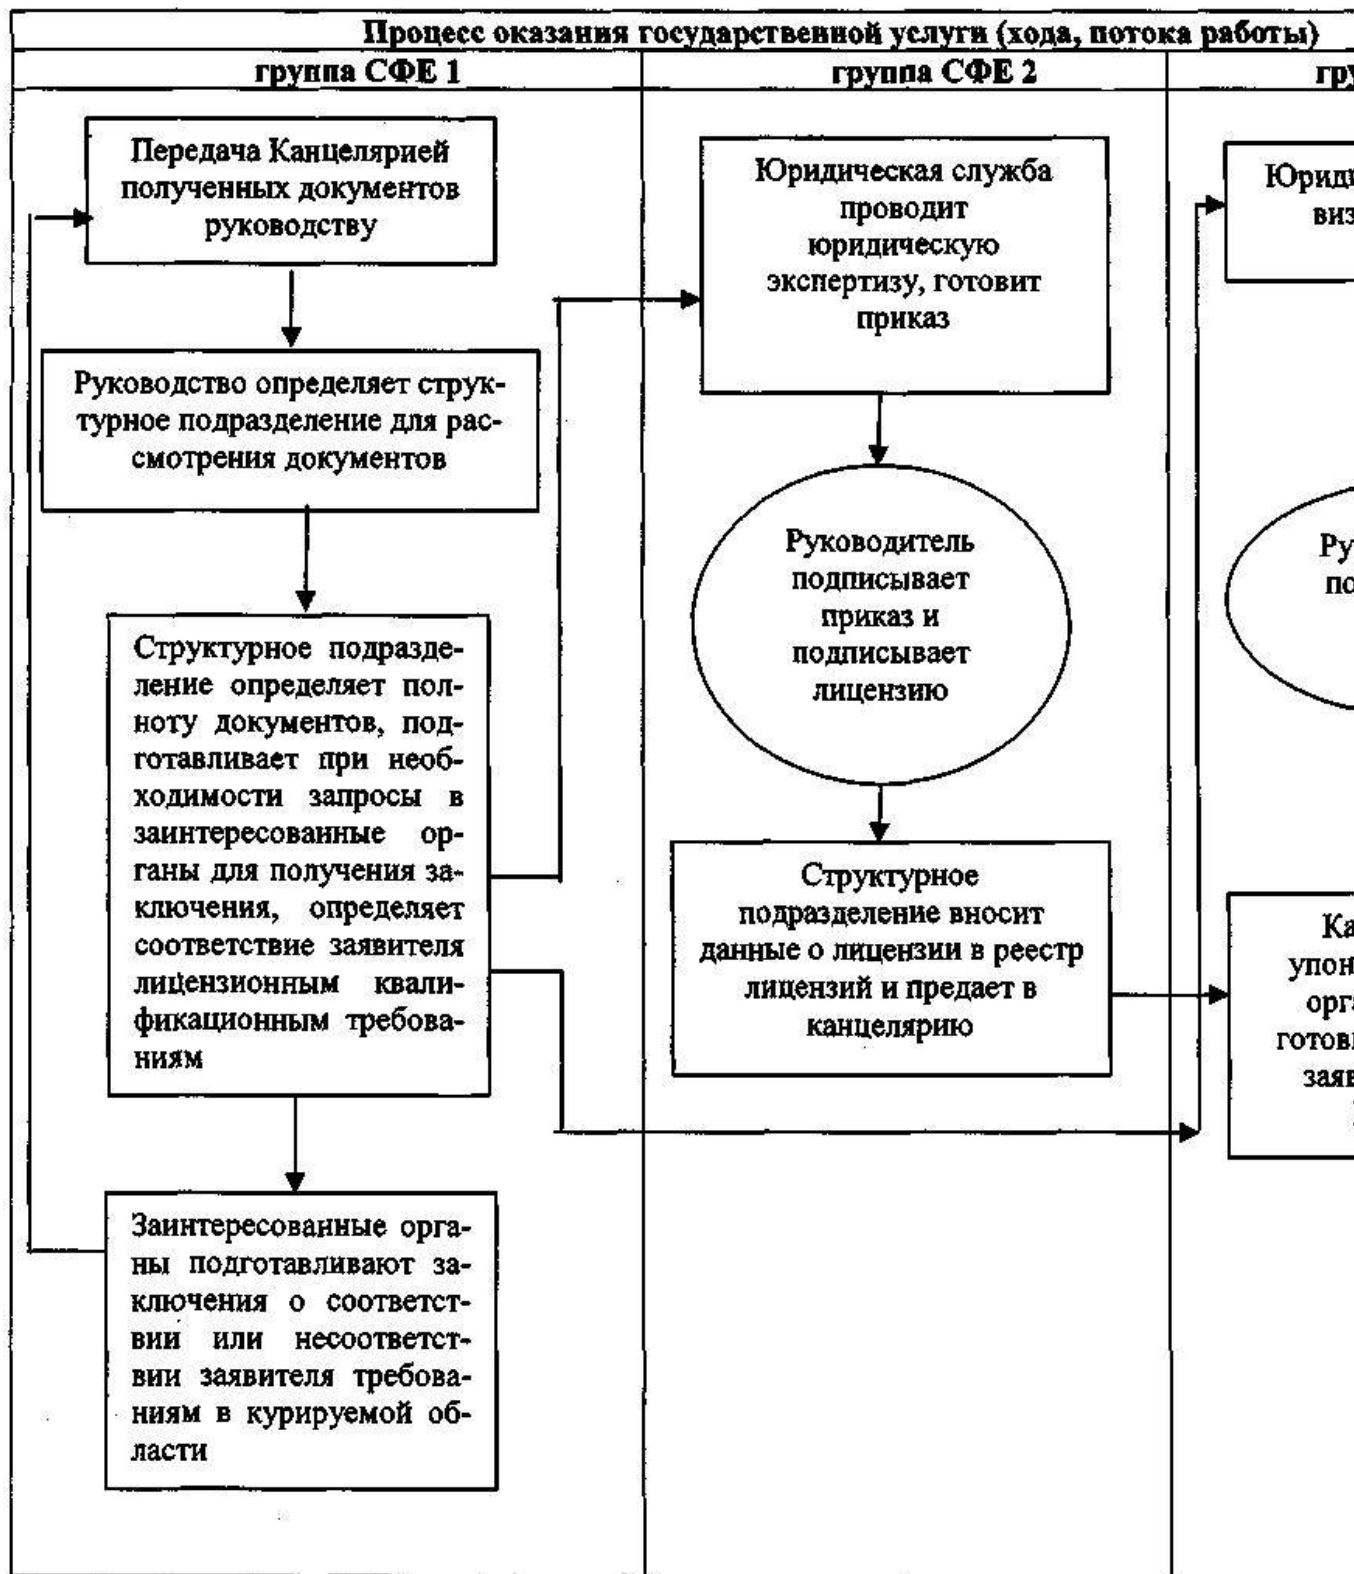 Процесс оказания государственной услуги (хода, потока работы)
группа СФЕ 1
группа СФЕ 2
Передача Канцелярией
полученных документов
руководству
Руководство определяет струк-
турное подразделение для рас-
смотрения документов
Структурное подразде-
ление определяет пол-
ноту документов, под-
готавливает при необ-
ходимости запросы в
заинтересованные ор-
ганы для получения за-
ключения, определяет
соответствие заявителя
лицензионным квали-
фикационным требова-
ниям
Заинтересованные орга-
ны подготавливают за-
ключения о соответст-
вии или несоответст-
вии заявителя требова-
ниям в курируемой об-
ласти
Юридическая служба
проводит
юридическую
экспертизу, готовит
приказ
Руководитель
подписывает
приказ и
подписывает
лицензию
Структурное
подразделение вносит
данные о лицензии в реестр
лицензий и предает в
канцелярию